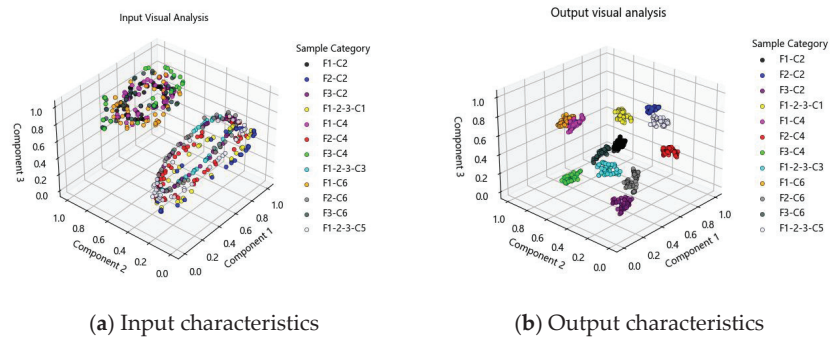 Input Visual Analysis
Sample Category
F1-C2
F2-C2
F3-C2
F1-2-3-C1
F1-C4
F2-C4
F3-C4
F1-2-3-C3
F1-C6
F2-C6
F3-C6
F1-2-3-C5
Component 3
1.0
0.8
0.6
0.4
0.2
0.0
Component 2
1.0
0.8
0.6
0.4
0.2
0.0
Component 1
0.0
0.2
0.4
0.6
0.8
1.0
(a) Input characteristics
Output visual analysis
Sample Category
F1-C2
F2-C2
F3-C2
F1-2-3-C1
F1-C4
F2-C4
F3-C4
F1-2-3-C3
F1-C6
F2-C6
F3-C6
F1-2-3-C5
Component 3
1.0
0.8
0.6
0.4
0.2
0.0
Component 2
1.0
0.8
0.6
0.4
0.2
0.0
Component 1
0.0
0.2
0.4
0.6
0.8
1.0
(b) Output characteristics